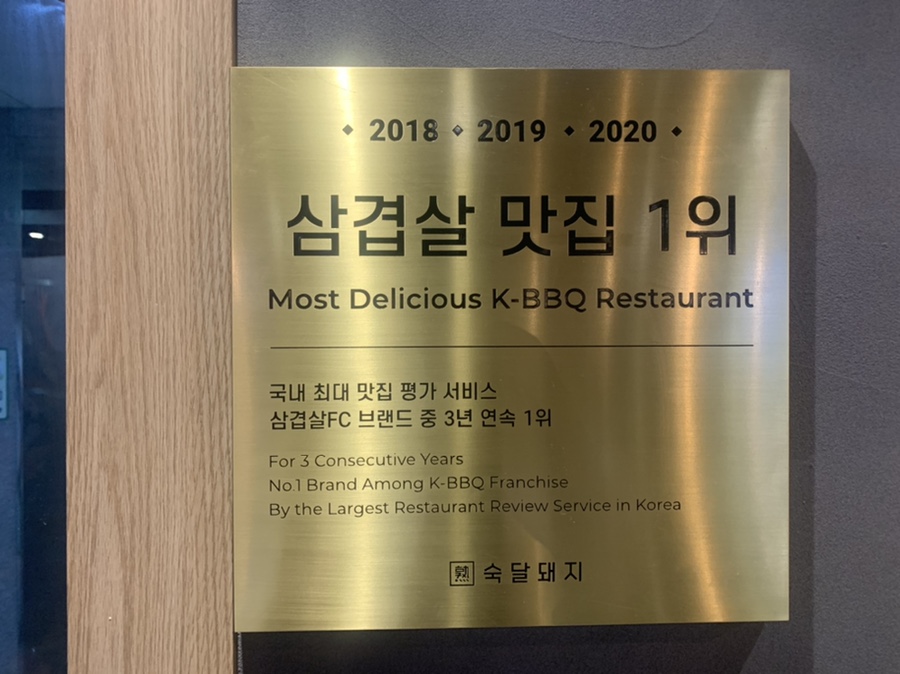 ◆ 2018 ◆ 2019 ◆ 2020 ◆
삼겹살 맛집 1위
Most Delicious K-BBQ Restaurant
국내 최대 맛집 평가 서비스
삼겹살FC 브랜드 중 3년 연속 1위
For 3 Consecutive Years
No.1 Brand Among K-BBQ Franchise
By the Largest Restaurant Review Service in Korea
熟 숙달돼지